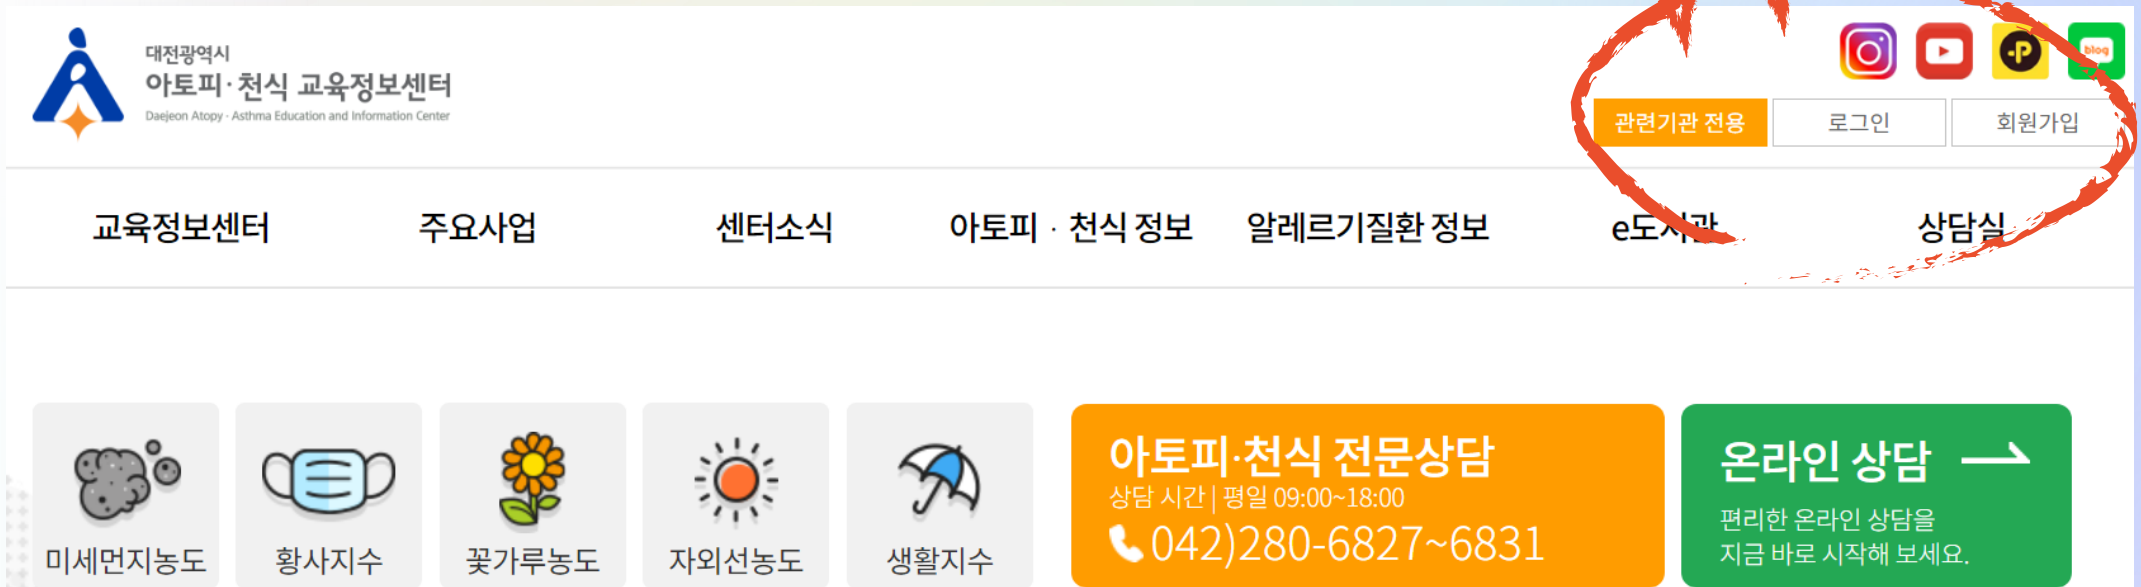 대전광역시
아토피·천식 교육정보센터
Daejeon Atopy · Asthma Education and Information Center
blog
관련기관 전용 로그인 회원가입
교육정보센터 주요사업 센터소식 아토피 · 천식 정보 알레르기질환 정보 e도서관 상담실
미세먼지농도 황사지수 꽃가루농도 자외선농도 생활지수
아토피·천식 전문상담
상담 시간 | 평일 09:00~18:00
042)280-6827~6831
온라인 상담
편리한 온라인 상담을
지금 바로 시작해 보세요.